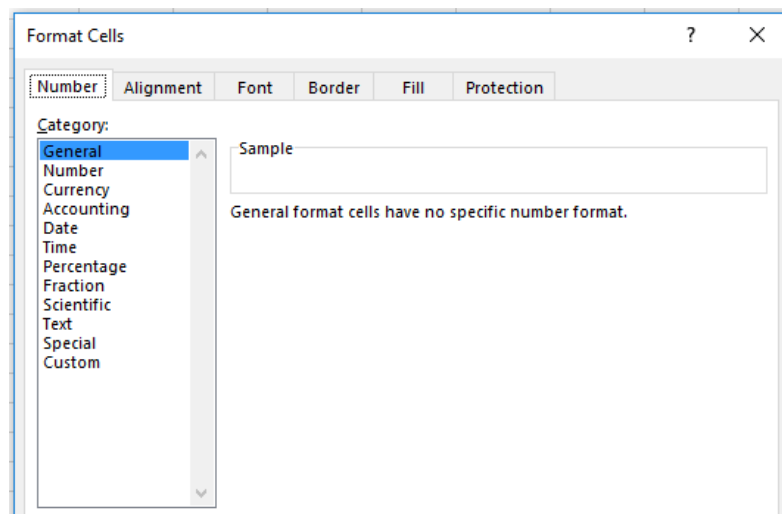 Format Cells ?
Number Alignment Font Border Fill Protection
Category:
General
Number
Currency
Accounting
Date
Time
Percentage
Fraction
Scientific
Text
Special
Custom
Sample
General format cells have no specific number format.